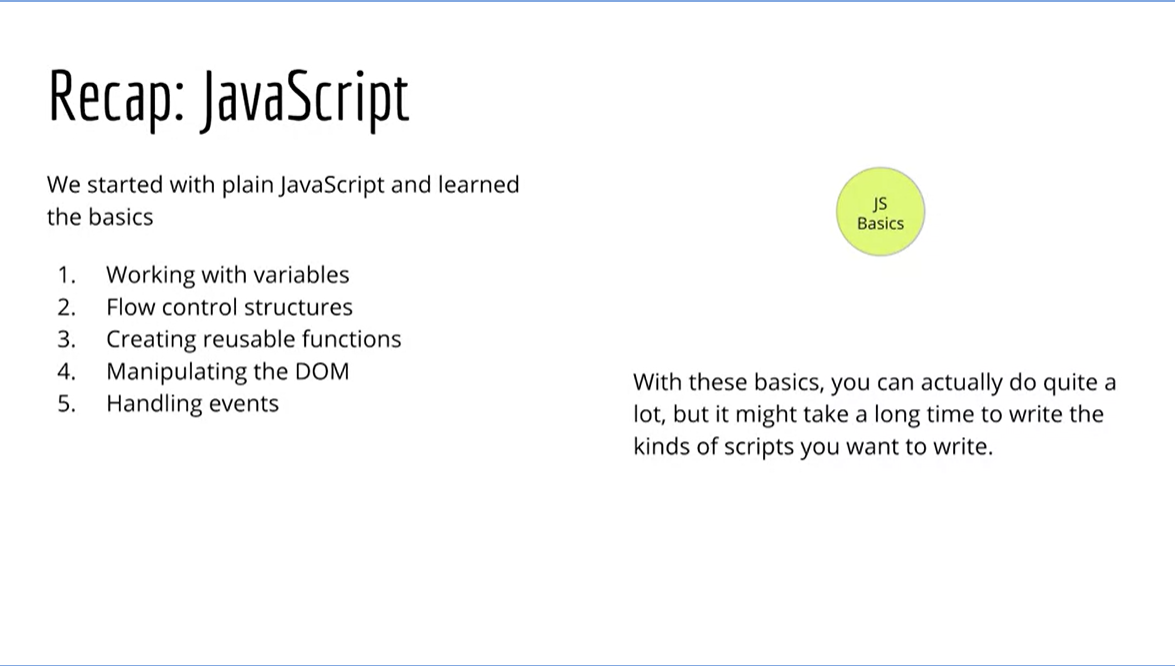 Recap: JavaScript
We started with plain JavaScript and learned
the basics
1. Working with variables
2. Flow control structures
3. Creating reusable functions
4. Manipulating the DOM
5. Handling events
JS
Basics
With these basics, you can actually do quite a
lot, but it might take a long time to write the
kinds of scripts you want to write.